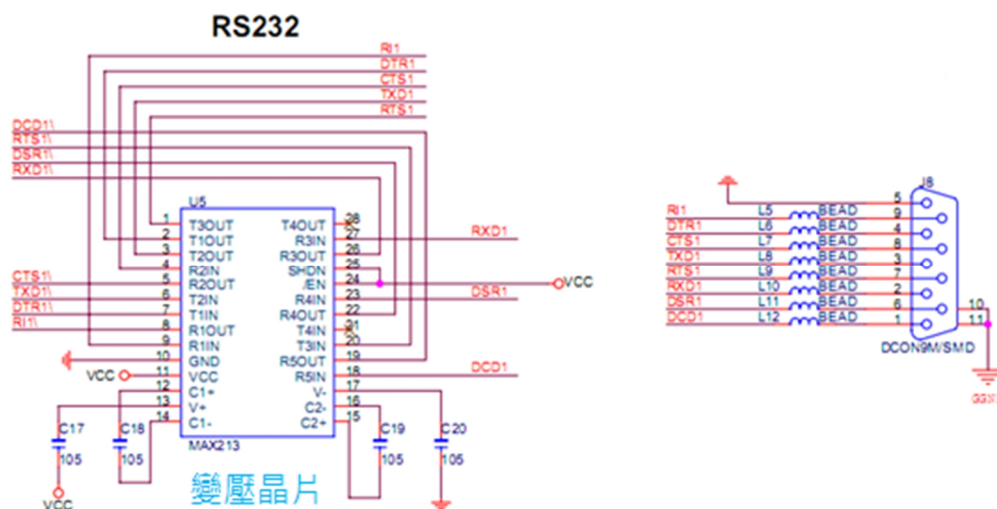 RS232
RI1
DTR1
CTS1
TXD1
RTS1
DCD1\
RTS1\
DSR1\
RXD1\
U5
1 T3OUT T4OUT 28
2 T1OUT R3IN 27 RXD1
3 T2OUT R3OUT 26
4 R2IN SHDN 25
CTS1\ 5 R2OUT /EN 24 VCC
TXD1\ 6 T2IN R4IN 23 DSR1
DTR1\ 7 T1IN R4OUT 22
RI1\ 8 R1OUT T4IN 21
9 R1IN T3IN 20
10 GND R5OUT 19
VCC 11 VCC R5IN 18 DCD1
12 C1+ V- 17
13 V+ C2- 16
14 C1- C2+ 15
MAX213
C17 C18 C19 C20
105 105 105 105
VCC
變壓晶片
J8
5
RI1 L5 BEAD 9
DTR1 L6 BEAD 4
CTS1 L7 BEAD 8
TXD1 L8 BEAD 3
RTS1 L9 BEAD 7
RXD1 L10 BEAD 2
DSR1 L11 BEAD 6 10
DCD1 L12 BEAD 1 11
DCON9M/SMD